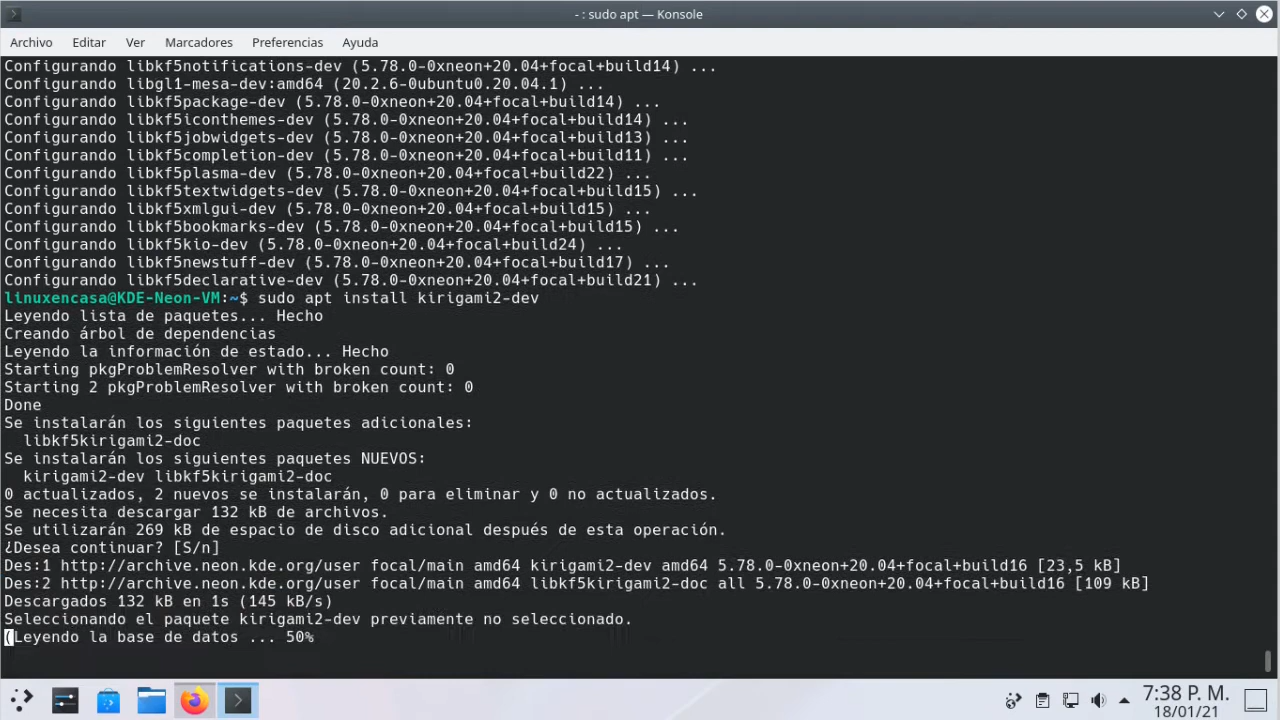 - : sudo apt — Konsole
Archivo Editar Ver Marcadores Preferencias Ayuda
Configurando libkf5notifications-dev (5.78.0-0xneon+20.04+focal+build14) ...
Configurando libgl1-mesa-dev:amd64 (20.2.6-0ubuntu0.20.04.1) ...
Configurando libkf5package-dev (5.78.0-0xneon+20.04+focal+build14) ...
Configurando libkf5iconthemes-dev (5.78.0-0xneon+20.04+focal+build14) ...
Configurando libkf5jobwidgets-dev (5.78.0-0xneon+20.04+focal+build13) ...
Configurando libkf5completion-dev (5.78.0-0xneon+20.04+focal+build11) ...
Configurando libkf5plasma-dev (5.78.0-0xneon+20.04+focal+build22) ...
Configurando libkf5textwidgets-dev (5.78.0-0xneon+20.04+focal+build15) ...
Configurando libkf5xmlgui-dev (5.78.0-0xneon+20.04+focal+build15) ...
Configurando libkf5bookmarks-dev (5.78.0-0xneon+20.04+focal+build15) ...
Configurando libkf5kio-dev (5.78.0-0xneon+20.04+focal+build24) ...
Configurando libkf5newstuff-dev (5.78.0-0xneon+20.04+focal+build17) ...
Configurando libkf5declarative-dev (5.78.0-0xneon+20.04+focal+build21) ...
linuxencasa@KDE-Neon-VM:~$ sudo apt install kirigami2-dev
Leyendo lista de paquetes... Hecho
Creando árbol de dependencias
Leyendo la información de estado... Hecho
Starting pkgProblemResolver with broken count: 0
Starting 2 pkgProblemResolver with broken count: 0
Done
Se instalarán los siguientes paquetes adicionales:
libkf5kirigami2-doc
Se instalarán los siguientes paquetes NUEVOS:
kirigami2-dev libkf5kirigami2-doc
0 actualizados, 2 nuevos se instalarán, 0 para eliminar y 0 no actualizados.
Se necesita descargar 132 kB de archivos.
Se utilizarán 269 kB de espacio de disco adicional después de esta operación.
¿Desea continuar? [S/n]
Des:1 http://archive.neon.kde.org/user focal/main amd64 kirigami2-dev amd64 5.78.0-0xneon+20.04+focal+build16 [23,5 kB]
Des:2 http://archive.neon.kde.org/user focal/main amd64 libkf5kirigami2-doc all 5.78.0-0xneon+20.04+focal+build16 [109 kB]
Descargados 132 kB en 1s (145 kB/s)
Seleccionando el paquete kirigami2-dev previamente no seleccionado.
(Leyendo la base de datos ... 50%
7:38 P. M.
18/01/21